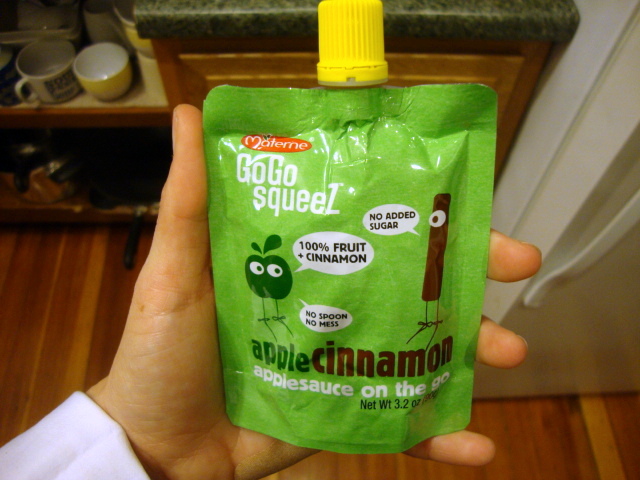 Materne
GoGo
squeeZ
NO ADDED
SUGAR
100% FRUIT
+ CINNAMON
NO SPOON
NO MESS
applecinnamon
applesauce on the go
Net Wt 3.2 oz